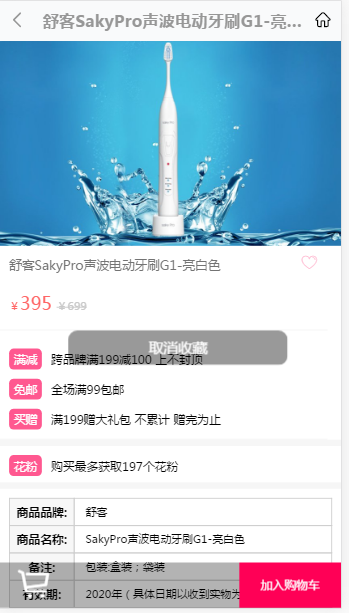 舒客SakyPro声波电动牙刷G1-亮...
舒客SakyPro声波电动牙刷G1-亮白色
￥395 ￥699
取消收藏
满减 跨品牌满199减100 上不封顶
免邮 全场满99包邮
买赠 满199赠大礼包 不累计 赠完为止
花粉 购买最多获取197个花粉
商品品牌: 舒客
商品名称: SakyPro声波电动牙刷G1-亮白色
备注: 包装:盒装；袋装
有效期: 2020年 ( 具体日期以收到实物为
加入购物车